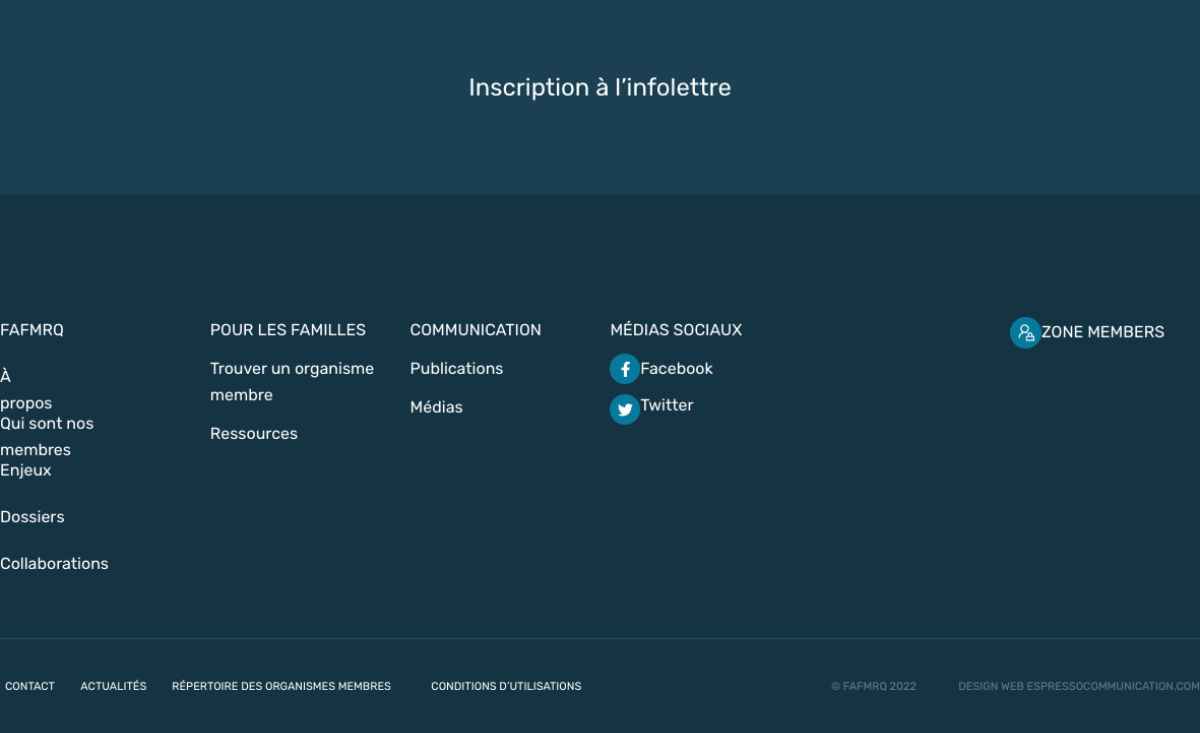 Inscription à l’infolettre
FAFMRQ
À
propos
Qui sont nos
membres
Enjeux
Dossiers
Collaborations
POUR LES FAMILLES
Trouver un organisme
membre
Ressources
COMMUNICATION
Publications
Médias
MÉDIAS SOCIAUX
Facebook
Twitter
ZONE MEMBERS
CONTACT
ACTUALITÉS
RÉPERTOIRE DES ORGANISMES MEMBRES
CONDITIONS D’UTILISATIONS
© FAFMRQ 2022
DESIGN WEB ESPRESSOCOMMUNICATION.COM